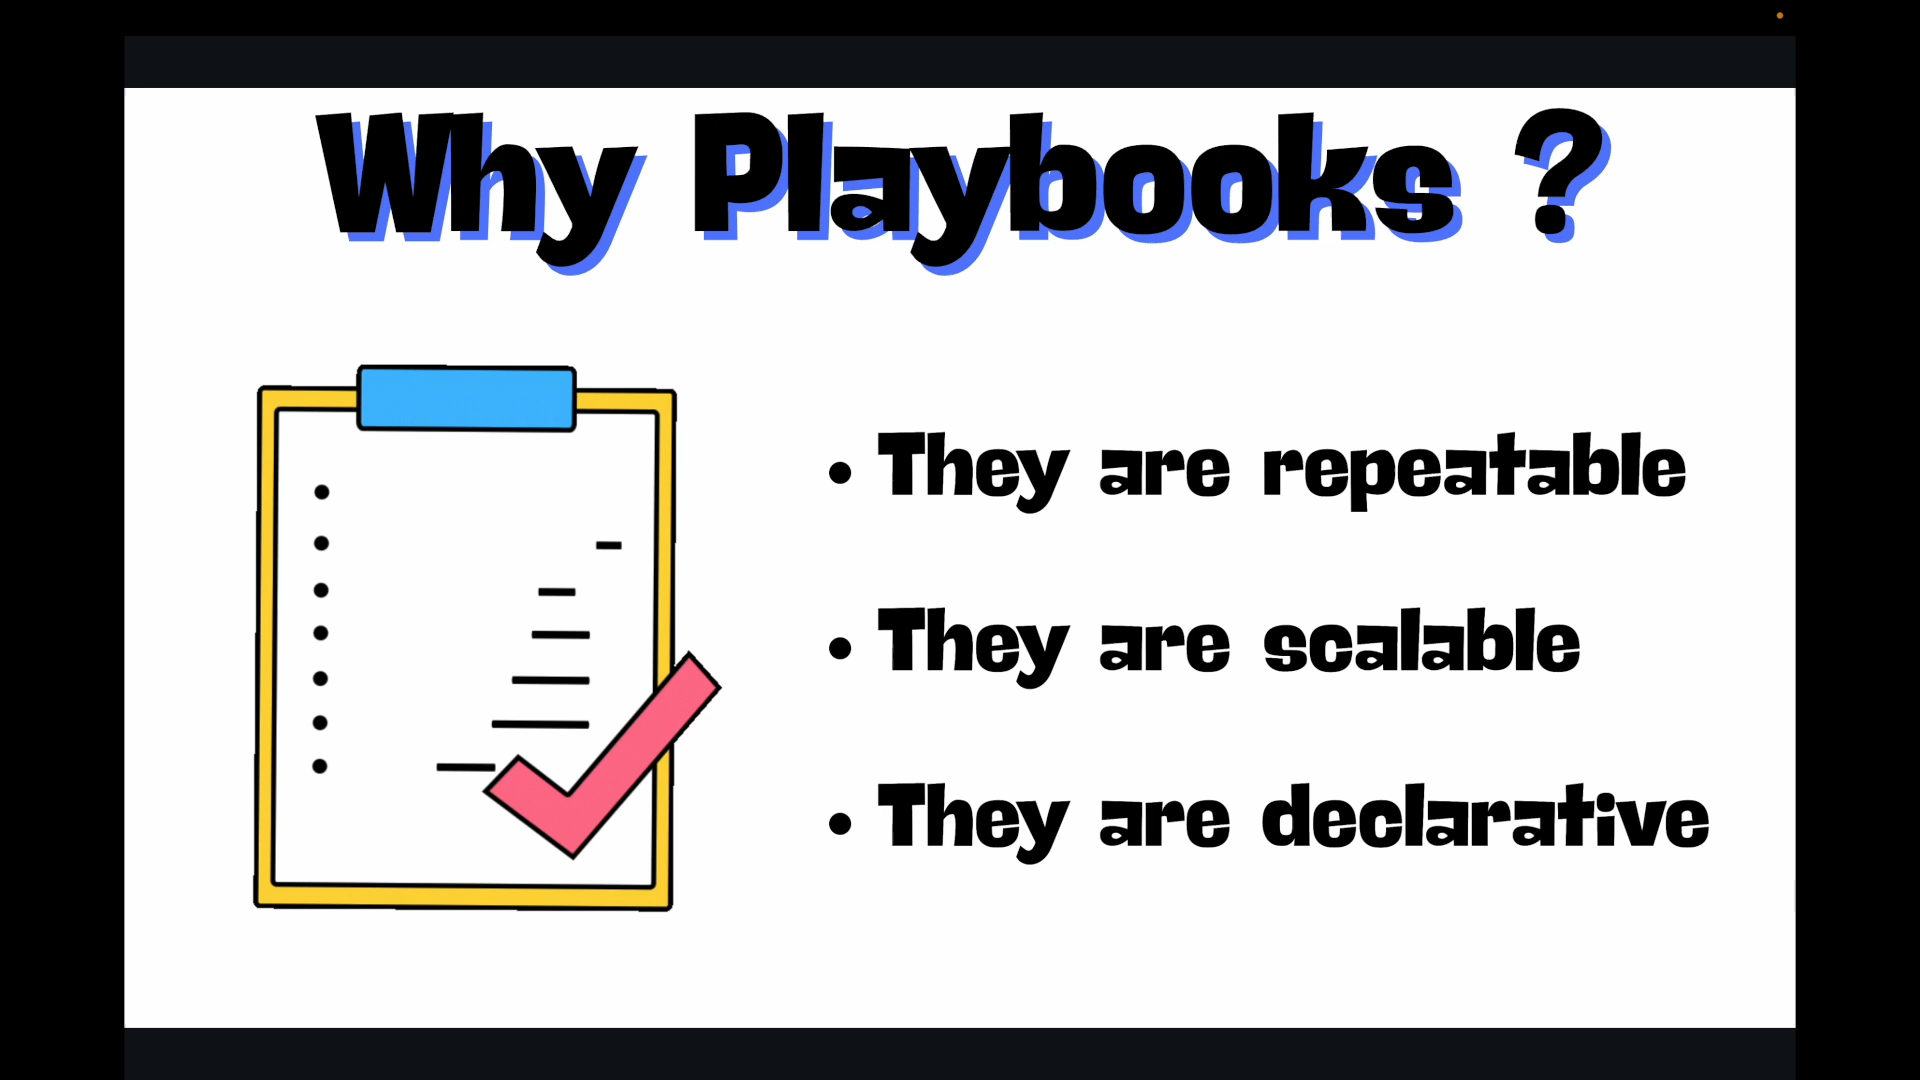 Why Playbooks ?
• They are repeatable
• They are scalable
• They are declarative